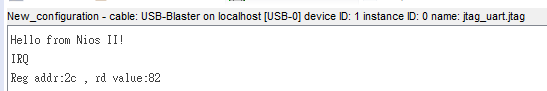 New_configuration - cable: USB-Blaster on localhost [USB-0] device ID: 1 instance ID: 0 name: jtag_uart.jtag
Hello from Nios II!
IRQ
Reg addr:2c , rd value:82